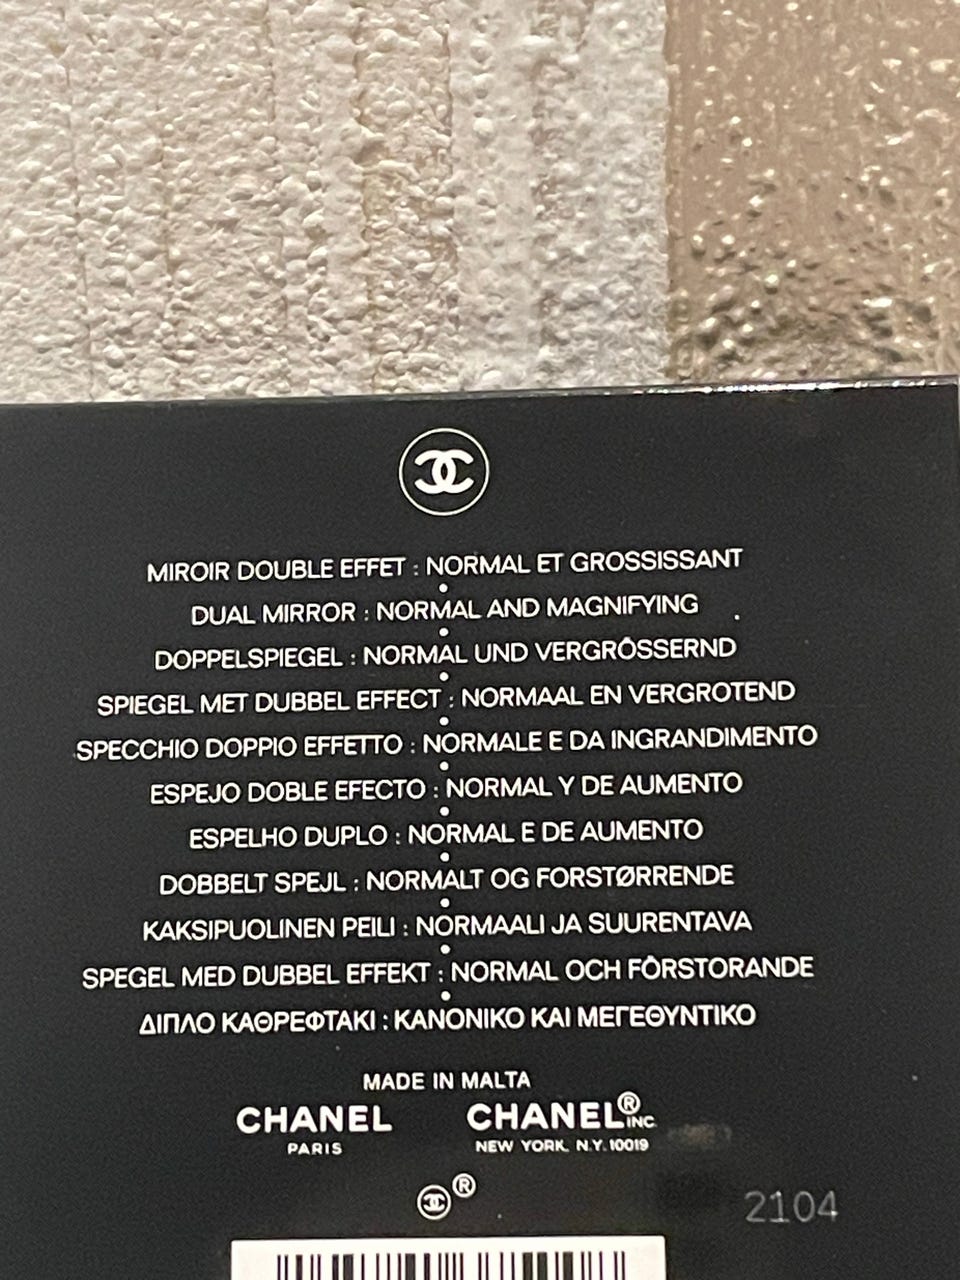 MIROIR DOUBLE EFFET : NORMAL ET GROSSISSANT
DUAL MIRROR : NORMAL AND MAGNIFYING
DOPPELSPIEGEL : NORMAL UND VERGRÖSSERND
SPIEGEL MET DUBBEL EFFECT : NORMAAL EN VERGROTEND
SPECCHIO DOPPIO EFFETTO : NORMALE E DA INGRANDIMENTO
ESPEJO DOBLE EFECTO : NORMAL Y DE AUMENTO
ESPELHO DUPLO : NORMAL E DE AUMENTO
DOBBELT SPEJL : NORMALT OG FORSTØRRENDE
KAKSIPUOLINEN PEILI : NORMAALI JA SUURENTAVA
SPEGEL MED DUBBEL EFFEKT : NORMAL OCH FÖRSTORANDE
ΔΙΠΛΟ ΚΑΘΡΕΦΤΑΚΙ : ΚΑΝΟΝΙΚΟ ΚΑΙ ΜΕΓΕΘΥΝΤΙΚΟ
MADE IN MALTA
CHANEL CHANEL® INC
PARIS NEW YORK, N.Y. 10019
®
2104